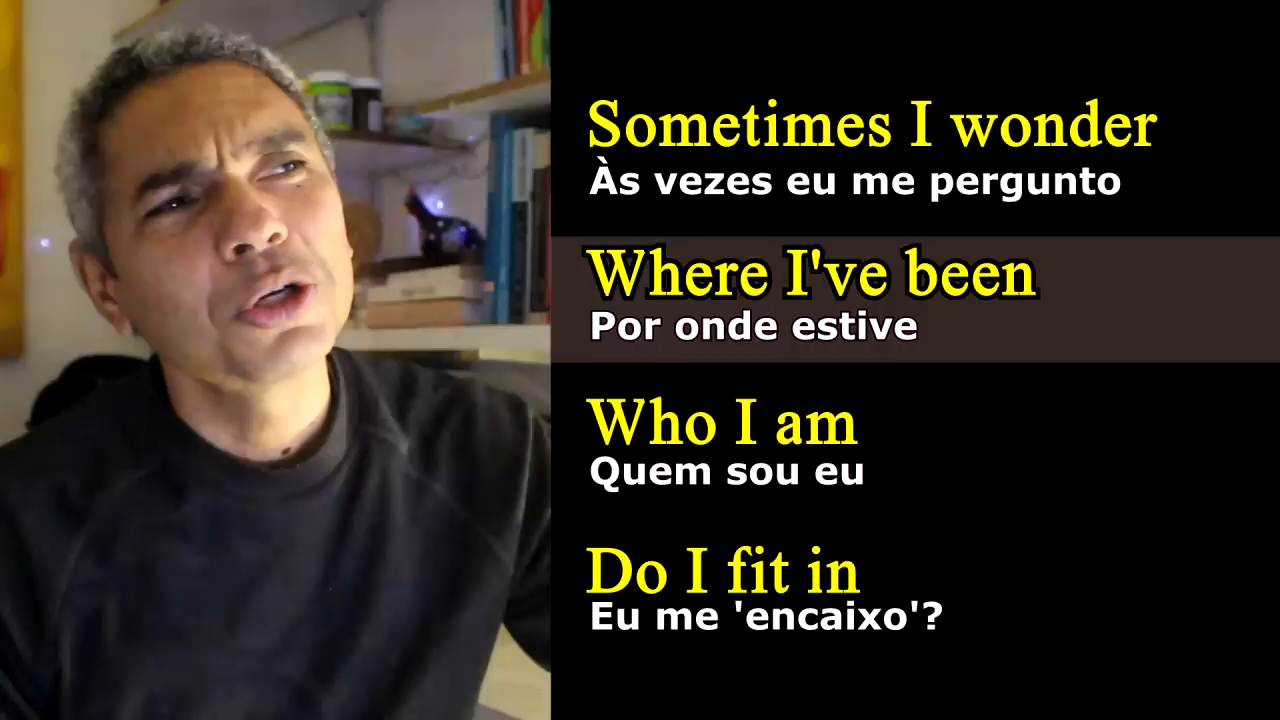 Sometimes I wonder
Às vezes eu me pergunto
Where I've been
Por onde estive
Who I am
Quem sou eu
Do I fit in
Eu me 'encaixo'?